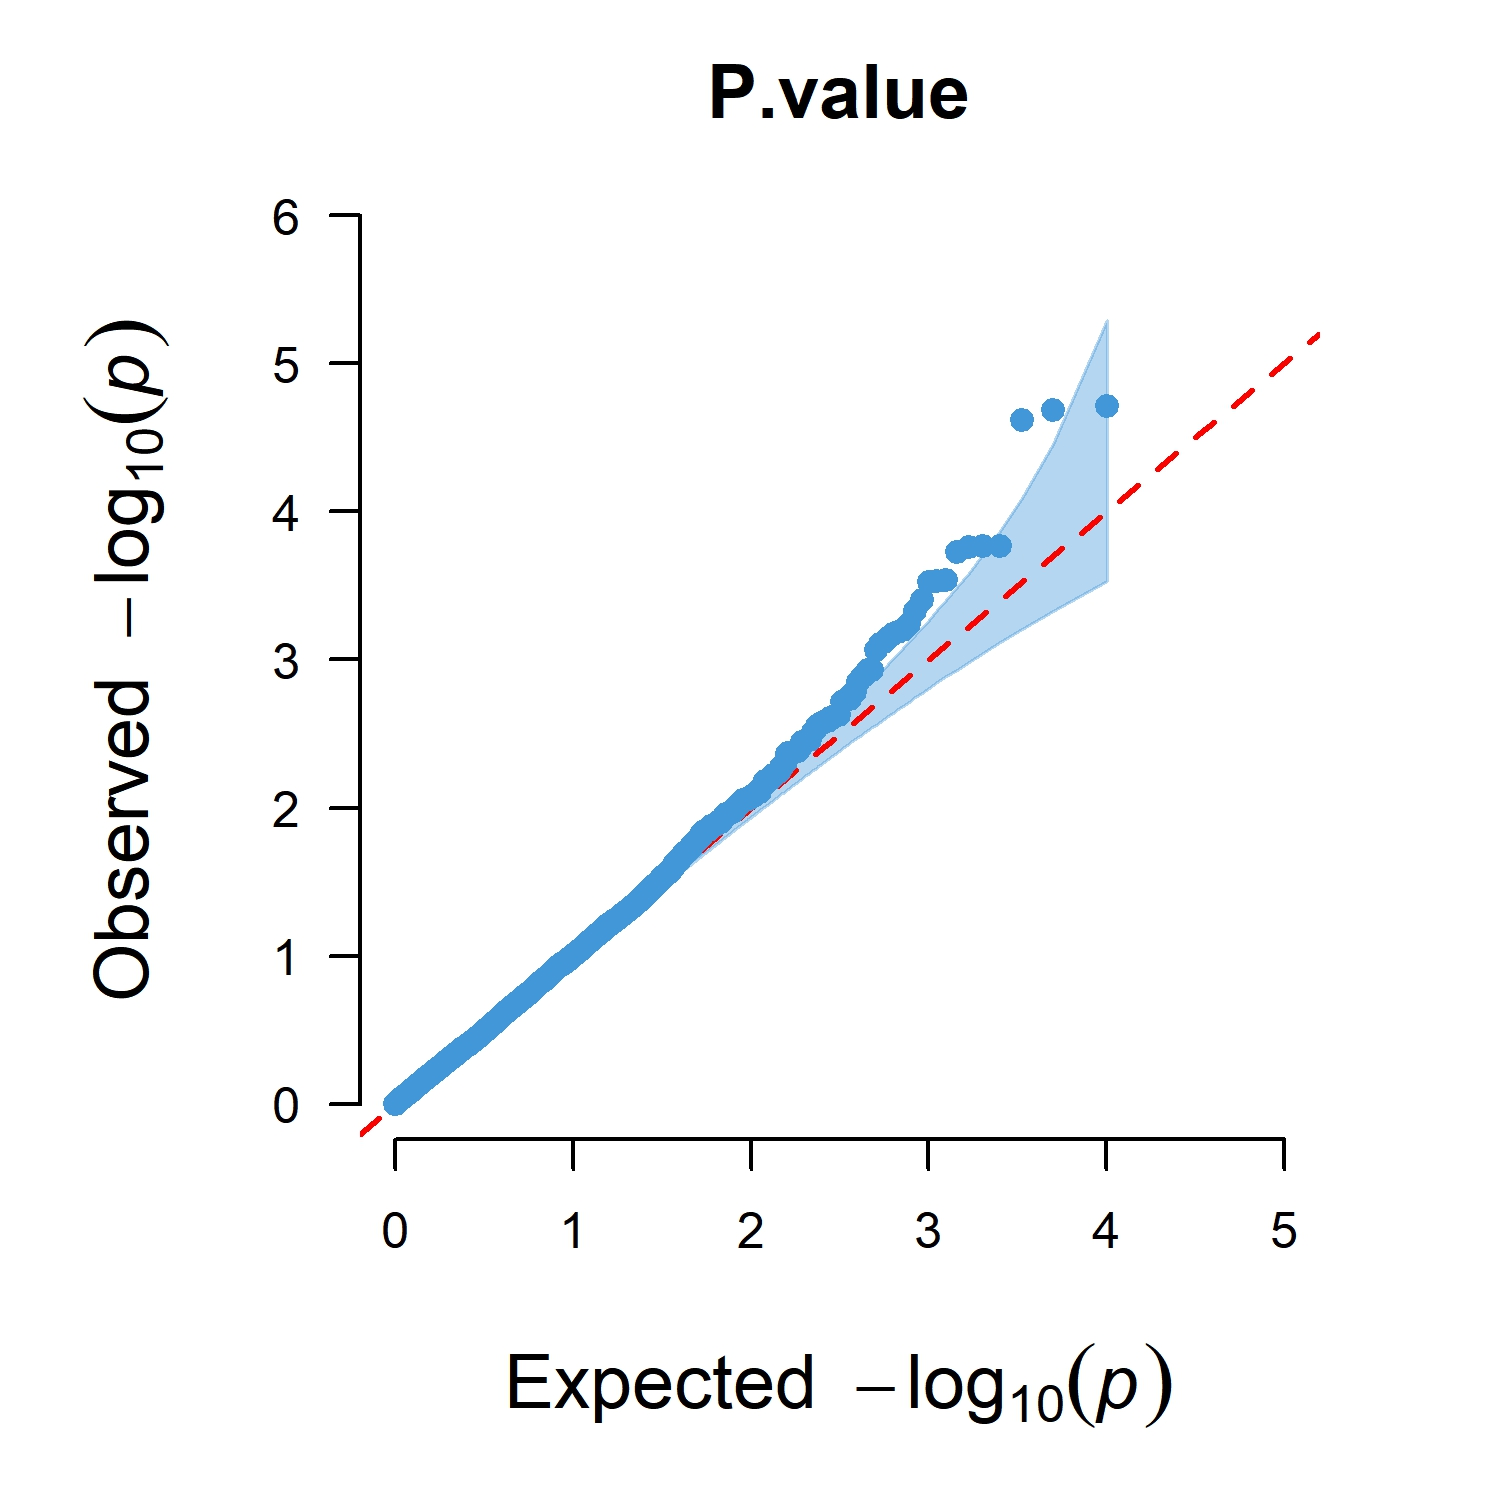 P.value
6
5
4
3
2
1
0
Observed −log10(p)
0 1 2 3 4 5
Expected −log10(p)